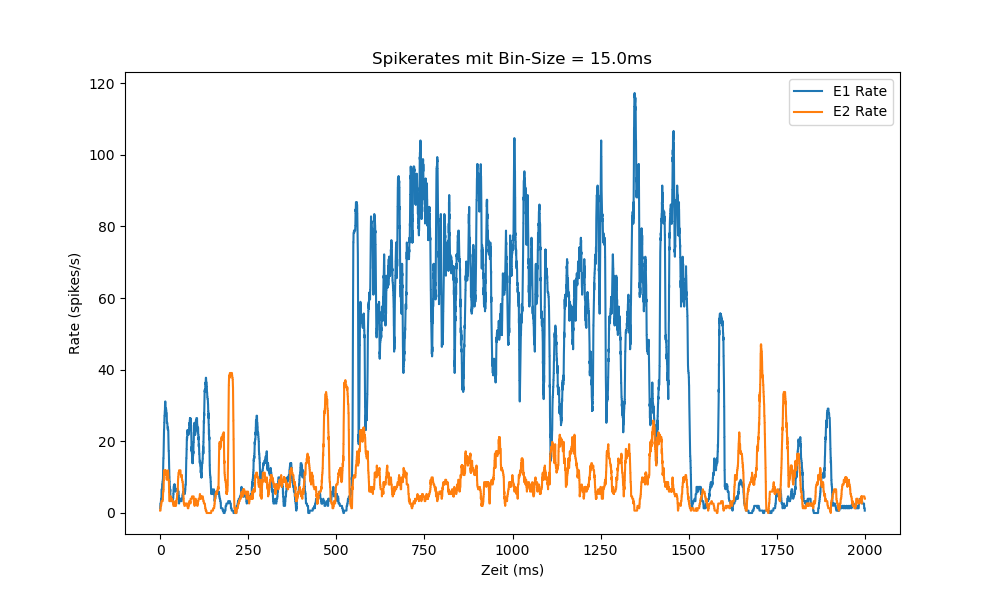 Spikerates mit Bin-Size = 15.0ms
E1 Rate
E2 Rate
120
100
80
60
40
20
0
Rate (spikes/s)
0 250 500 750 1000 1250 1500 1750 2000
Zeit (ms)